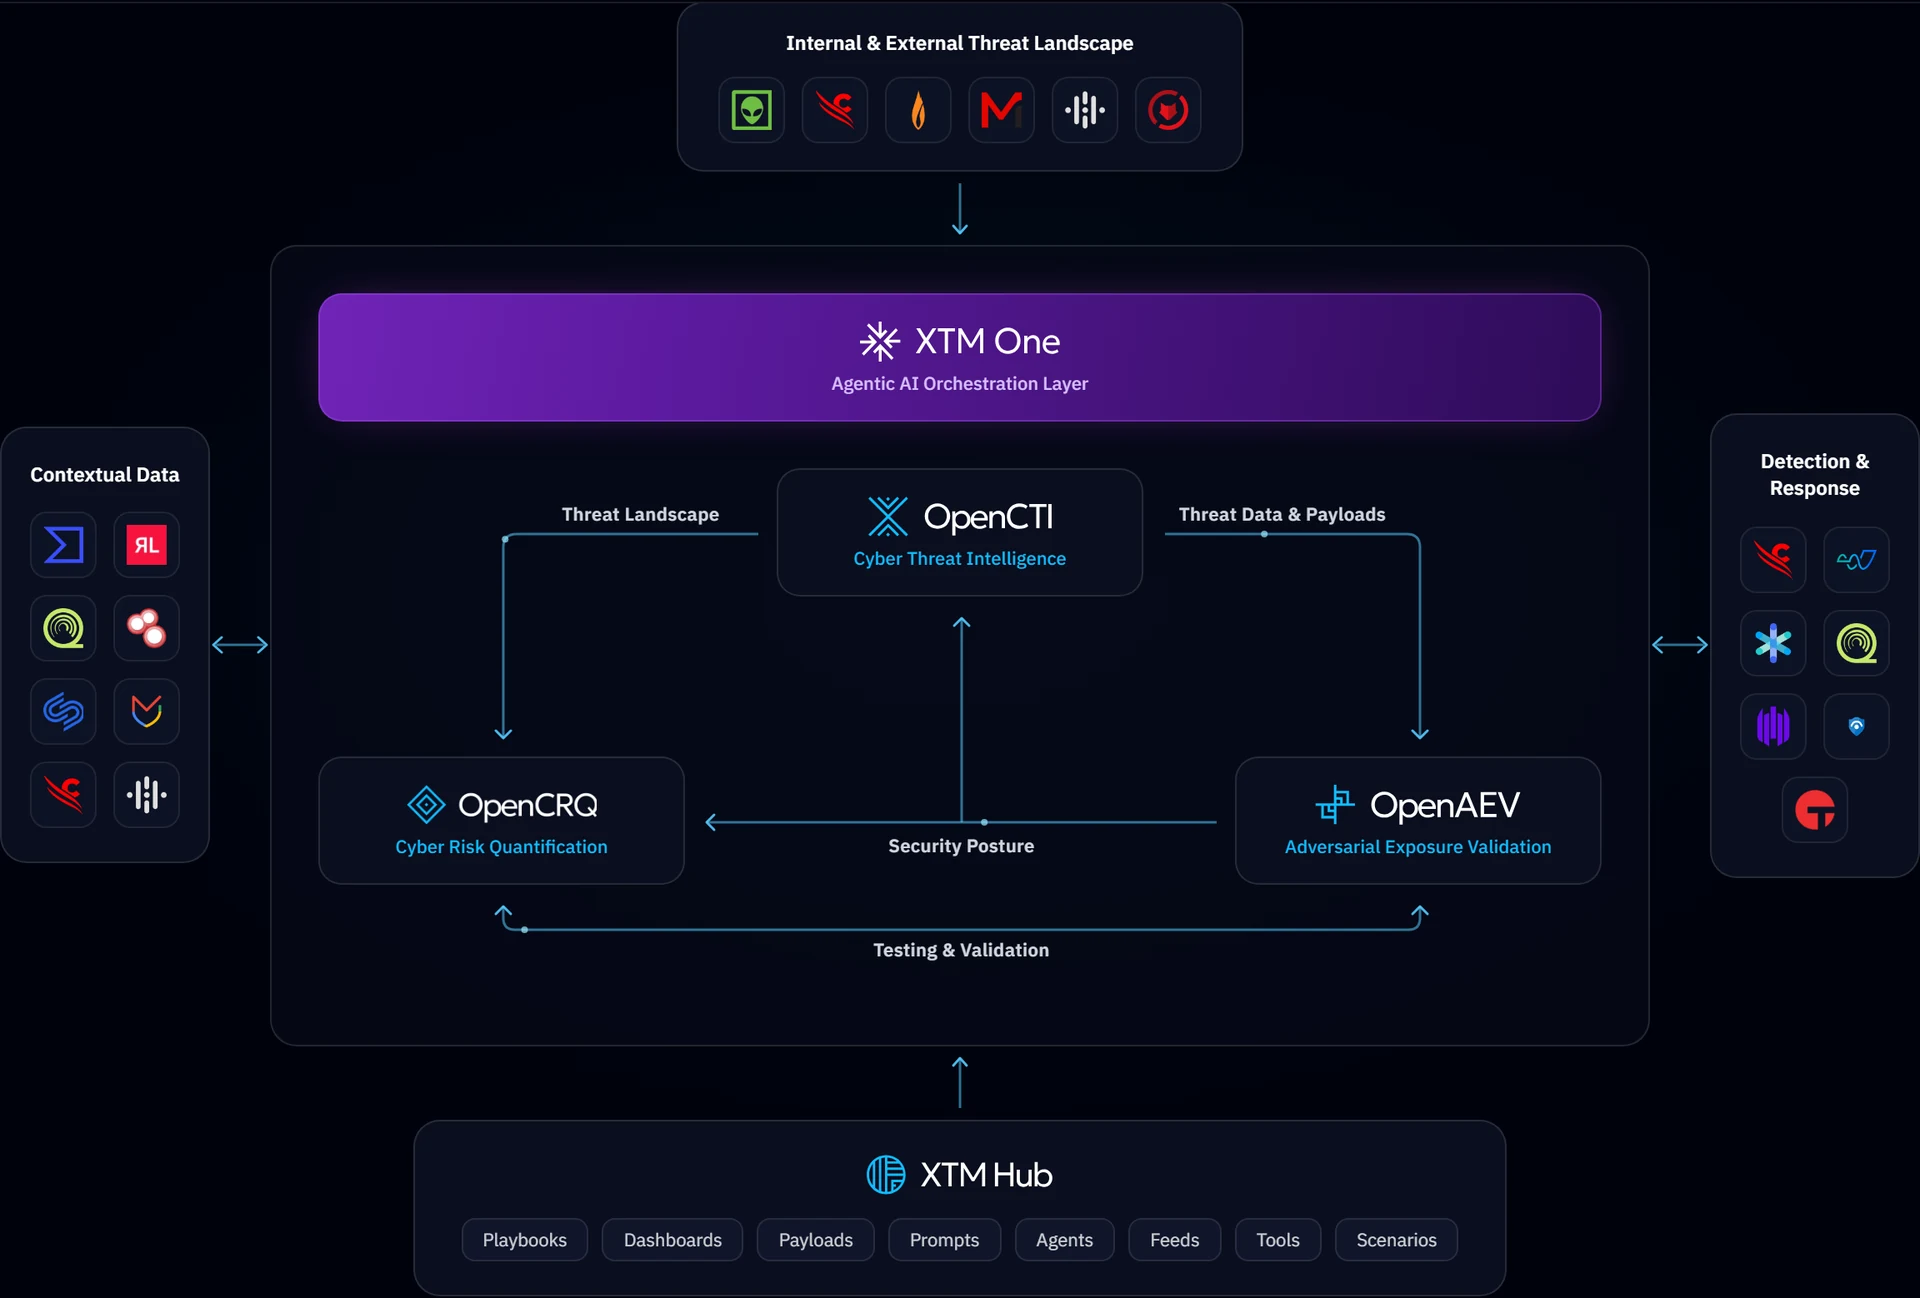 Internal & External Threat Landscape
XTM One
Agentic AI Orchestration Layer
Contextual Data
RL
Detection &
Response
Threat Landscape
OpenCTI
Cyber Threat Intelligence
Threat Data & Payloads
OpenCRQ
Cyber Risk Quantification
Security Posture
OpenAEV
Adversarial Exposure Validation
Testing & Validation
XTM Hub
Playbooks
Dashboards
Payloads
Prompts
Agents
Feeds
Tools
Scenarios